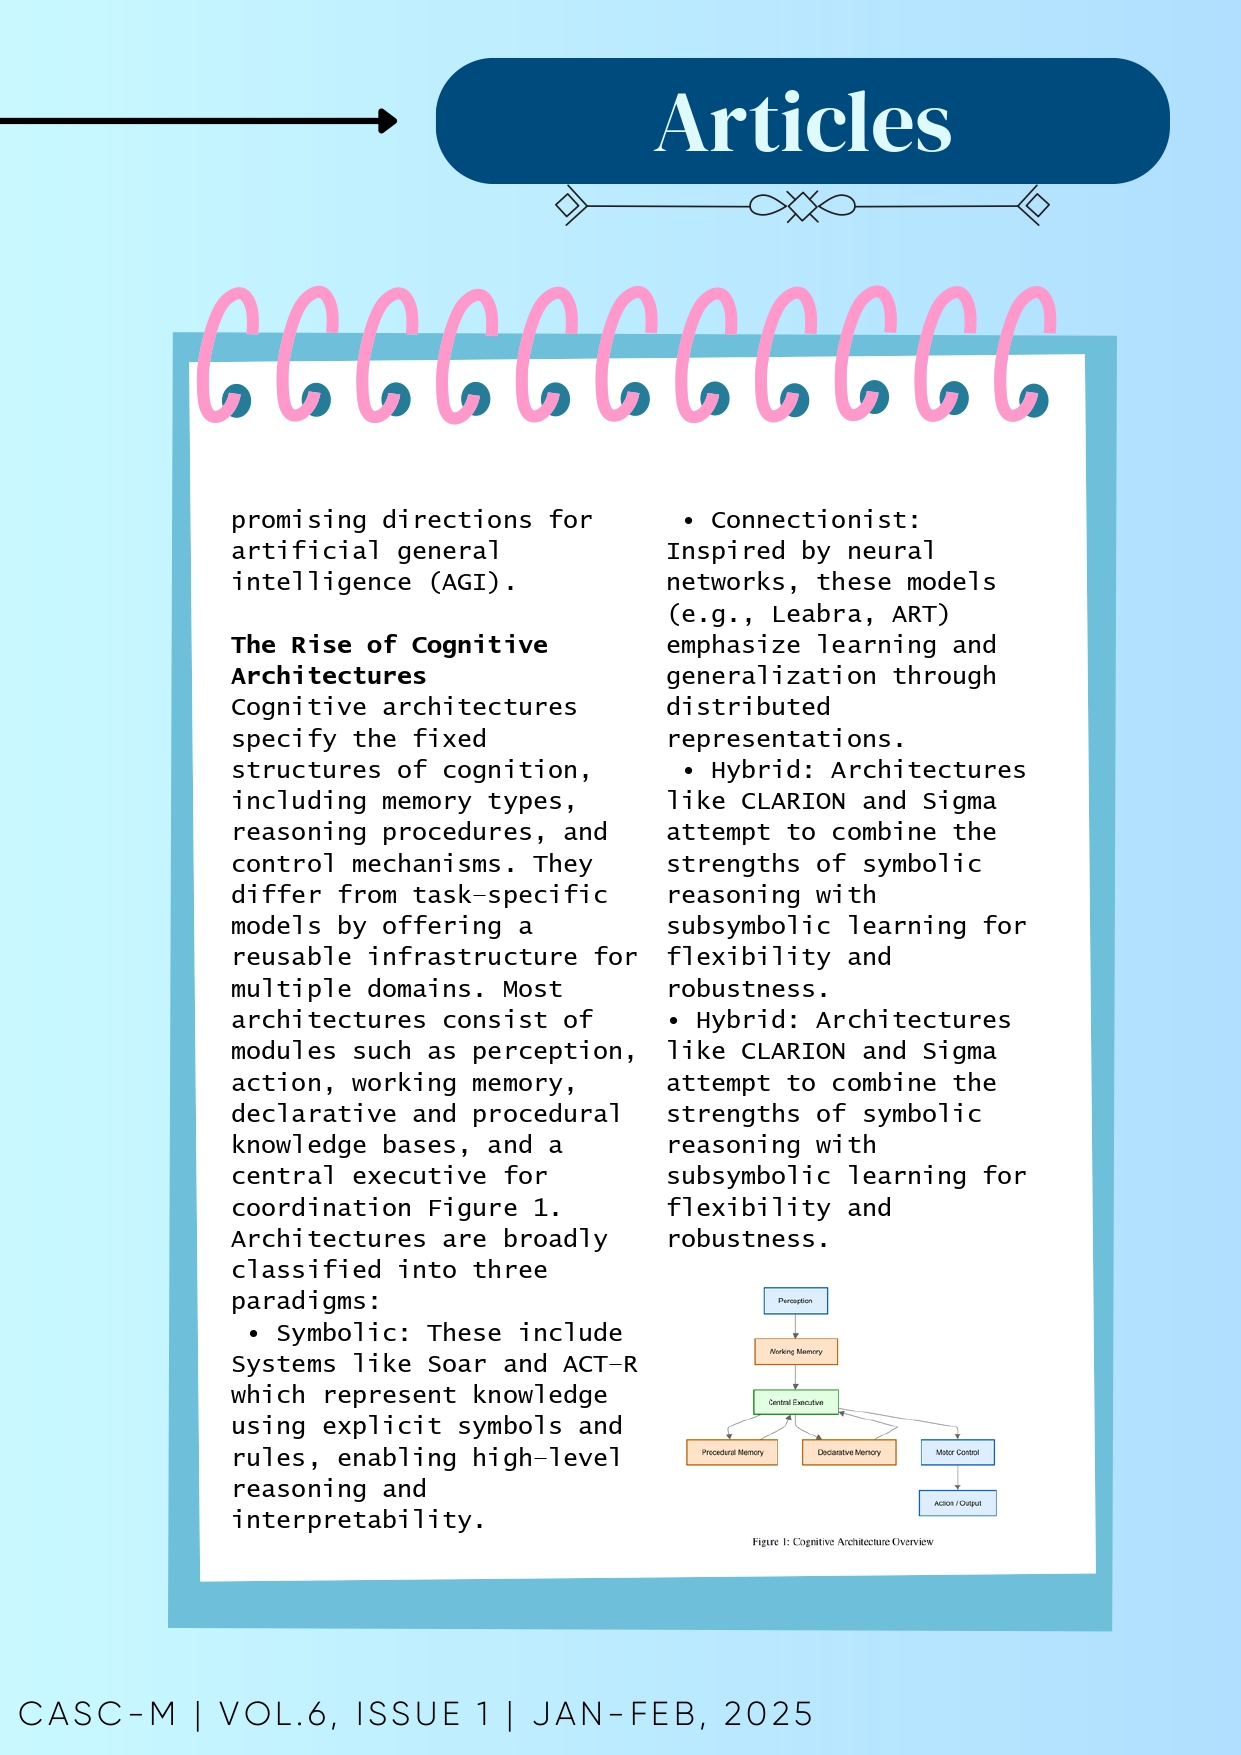 Articles
promising directions for
artificial general
intelligence (AGI).
The Rise of Cognitive
Architectures
Cognitive architectures
specify the fixed
structures of cognition,
including memory types,
reasoning procedures, and
control mechanisms. They
differ from task-specific
models by offering a
reusable infrastructure for
multiple domains. Most
architectures consist of
modules such as perception,
action, working memory,
declarative and procedural
knowledge bases, and a
central executive for
coordination Figure 1.
Architectures are broadly
classified into three
paradigms:
• Symbolic: These include
Systems like Soar and ACT-R
which represent knowledge
using explicit symbols and
rules, enabling high-level
reasoning and
interpretability.
• Connectionist:
Inspired by neural
networks, these models
(e.g., Leabra, ART)
emphasize learning and
generalization through
distributed
representations.
• Hybrid: Architectures
like CLARION and Sigma
attempt to combine the
strengths of symbolic
reasoning with
subsymbolic learning for
flexibility and
robustness.
• Hybrid: Architectures
like CLARION and Sigma
attempt to combine the
strengths of symbolic
reasoning with
subsymbolic learning for
flexibility and
robustness.
Perception
Working Memory
Central Executive
Procedural Memory
Declarative Memory
Motor Control
Action / Output
Figure 1: Cognitive Architecture Overview
CASC-M | VOL.6, ISSUE 1 | JAN-FEB, 2025